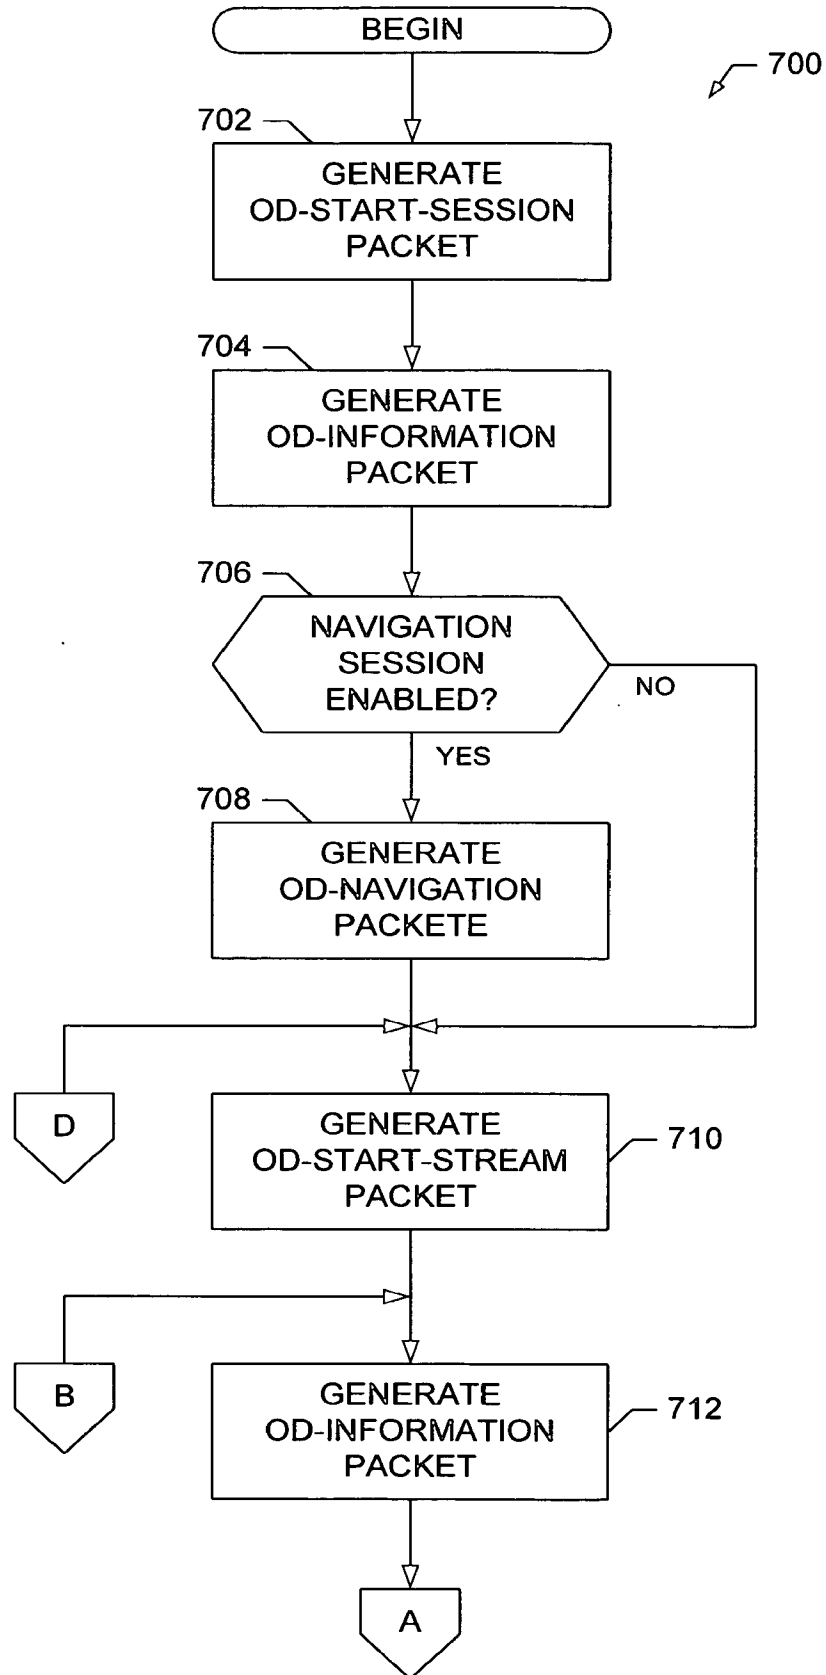 BEGIN
700
702
GENERATE
OD-START-SESSION
PACKET
704
GENERATE
OD-INFORMATION
PACKET
706
NAVIGATION
SESSION
ENABLED?
NO
YES
708
GENERATE
OD-NAVIGATION
PACKETE
D
GENERATE
OD-START-STREAM
PACKET
710
B
GENERATE
OD-INFORMATION
PACKET
712
A